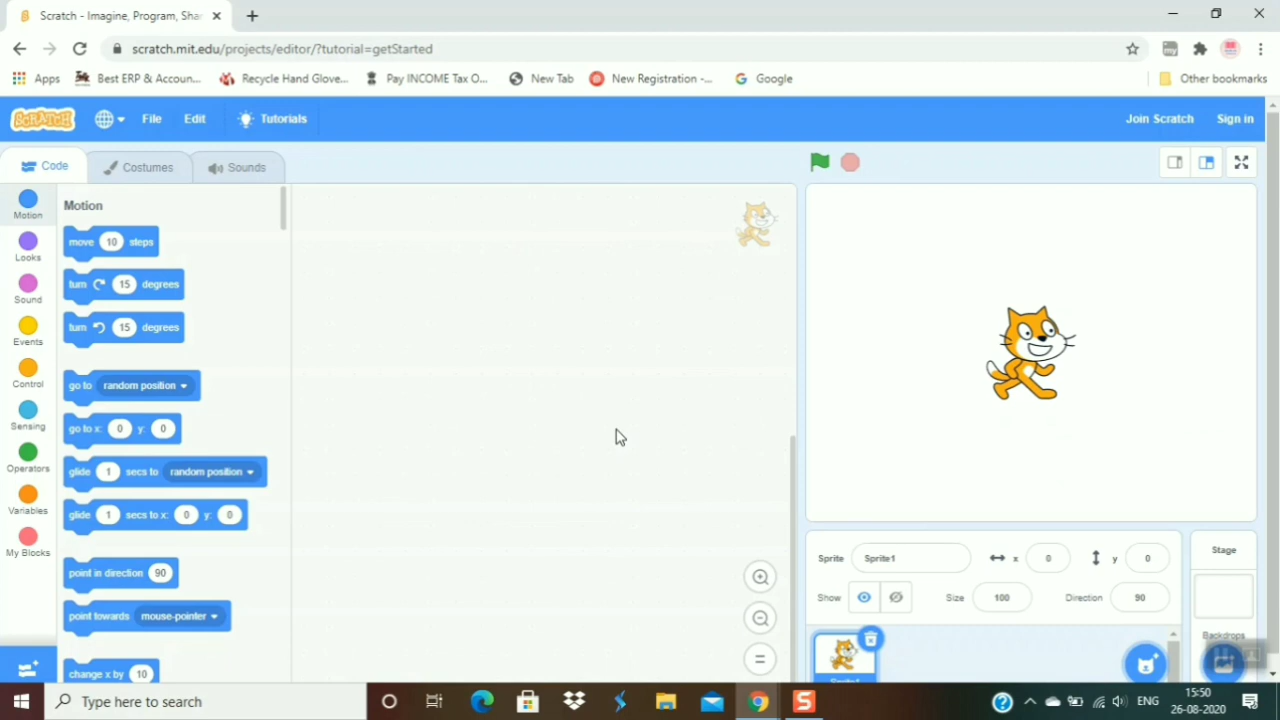 Scratch - Imagine, Program, Shar
scratch.mit.edu/projects/editor/?tutorial=getStarted
Apps Best ERP & Accoun... Recycle Hand Glove... Pay INCOME Tax O... New Tab New Registration -... Google Other bookmarks
SCRATCH File Edit Tutorials Join Scratch Sign in
Code Costumes Sounds
Motion
Looks
Sound
Events
Control
Sensing
Operators
Variables
My Blocks
Motion
move 10 steps
turn 15 degrees
turn 15 degrees
go to random position
go to x: 0 y: 0
glide 1 secs to random position
glide 1 secs to x: 0 y: 0
point in direction 90
point towards mouse-pointer
change x by 10
Sprite Sprite1 x 0 y 0
Show Size 100 Direction 90
Sprite1
Stage
Backdrops
Type here to search
ENG
15:50
26-08-2020